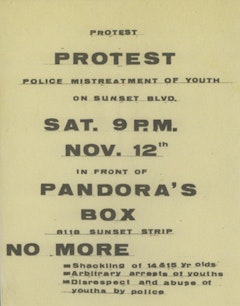 PROTEST
PROTEST
POLICE MISTREATMENT OF YOUTH
ON SUNSET BLVD.
SAT. 9 P.M.
NOV. 12th
IN FRONT OF
PANDORA'S
BOX
8118 SUNSET STRIP
NO MORE
Shackling of 14&15 yr olds
Arbitrary arrests of youths
Disrespect and abuse of
youths by police